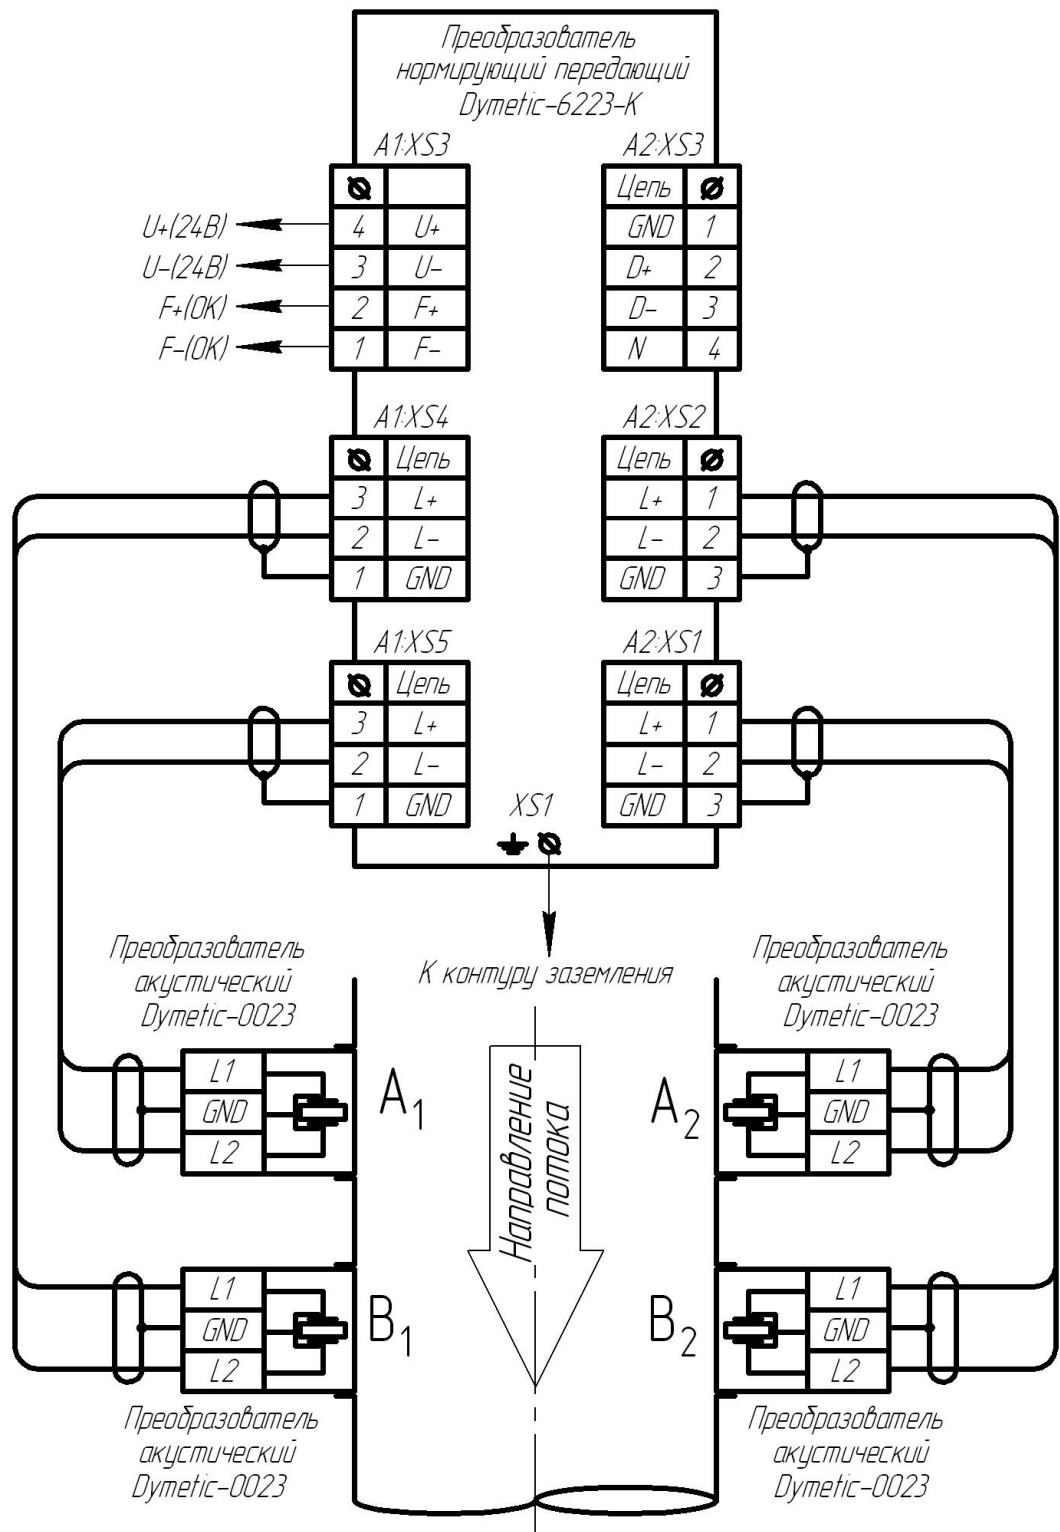 Преобразователь
нормирующий передающий
Dymetic-6223-К
A1:XS3
4 U+
3 U-
2 F+
1 F-
U+(24В)
U-(24В)
F+(ОК)
F-(ОК)
A2:XS3
Цепь
GND 1
D+ 2
D- 3
N 4
A1:XS4
Цепь
3 L+
2 L-
1 GND
A2:XS2
Цепь
L+ 1
L- 2
GND 3
A1:XS5
Цепь
3 L+
2 L-
1 GND
A2:XS1
Цепь
L+ 1
L- 2
GND 3
XS1
К контуру заземления
Преобразователь
акустический
Dymetic-0023
L1
GND
L2
A1
Преобразователь
акустический
Dymetic-0023
A2
L1
GND
L2
Направление
потока
L1
GND
L2
B1
Преобразователь
акустический
Dymetic-0023
B2
L1
GND
L2
Преобразователь
акустический
Dymetic-0023